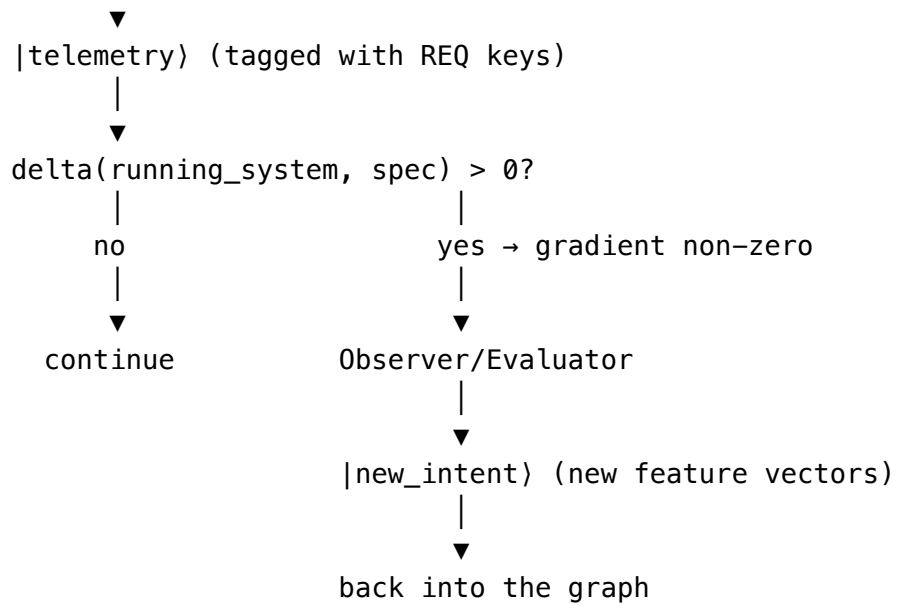 |telemetry⟩ (tagged with REQ keys)
delta(running_system, spec) > 0?
no yes → gradient non-zero
continue Observer/Evaluator
|new_intent⟩ (new feature vectors)
back into the graph